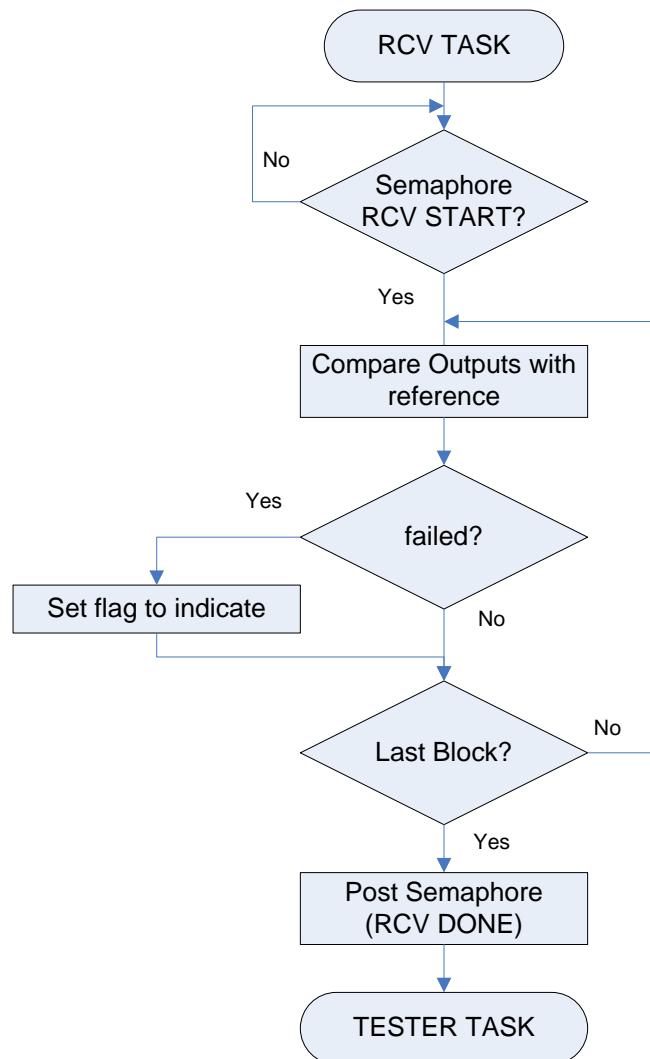 RCV TASK
No
Semaphore
RCV START?
Yes
Compare Outputs with
reference
Yes
failed?
Set flag to indicate
No
Last Block?
No
Yes
Post Semaphore
(RCV DONE)
TESTER TASK